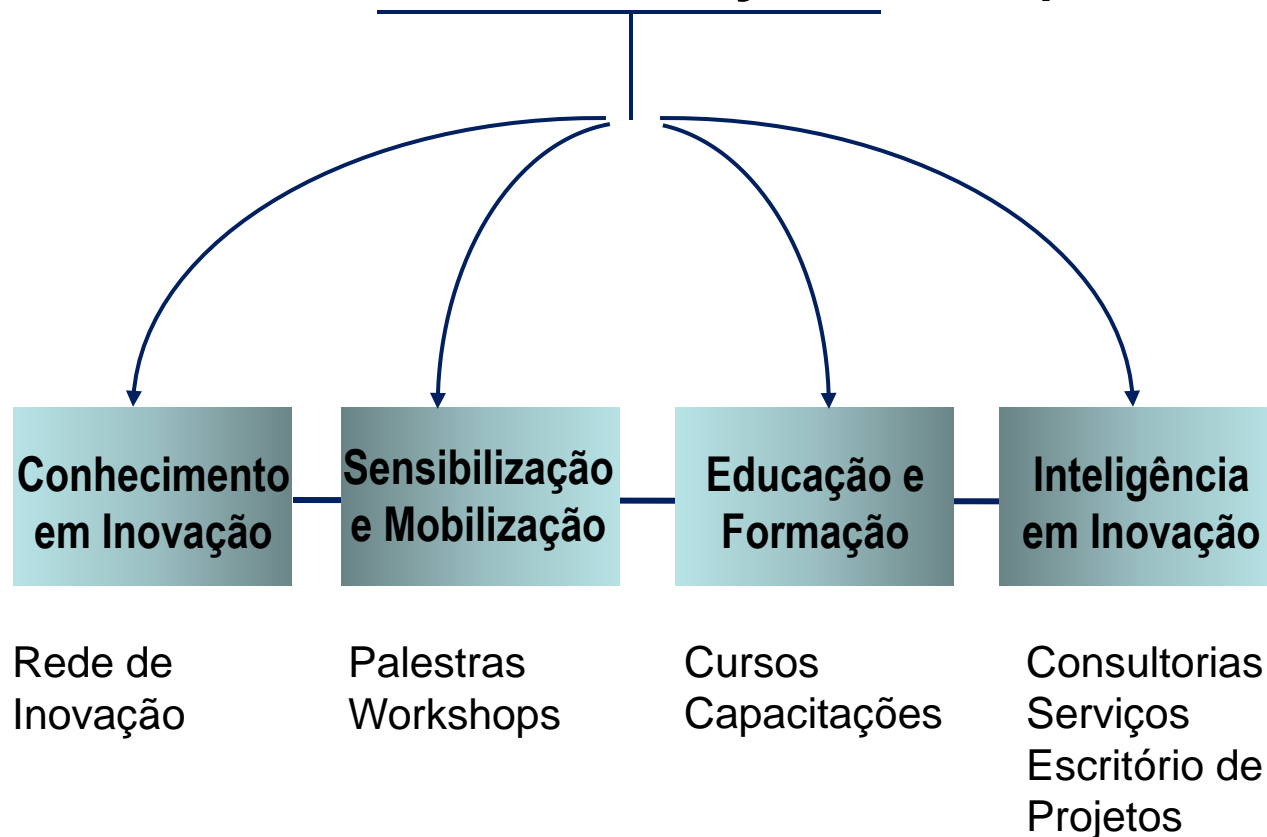 Conhecimento
em Inovação
Sensibilização
e Mobilização
Educação e
Formação
Inteligência
em Inovação
Rede de
Inovação
Palestras
Workshops
Cursos
Capacitações
Consultorias
Serviços
Escritório de
Projetos